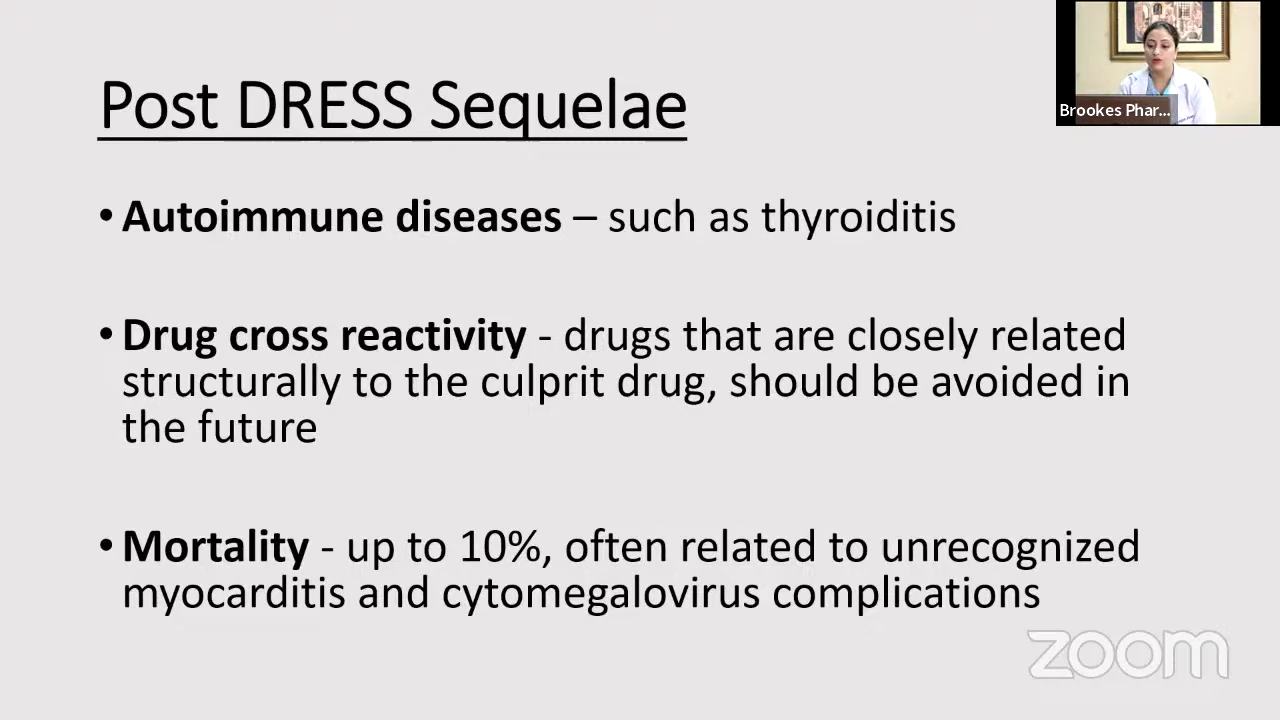 Post DRESS Sequelae
Brookes Phar...
• Autoimmune diseases – such as thyroiditis
• Drug cross reactivity - drugs that are closely related
structurally to the culprit drug, should be avoided in
the future
• Mortality - up to 10%, often related to unrecognized
myocarditis and cytomegalovirus complications
zoom